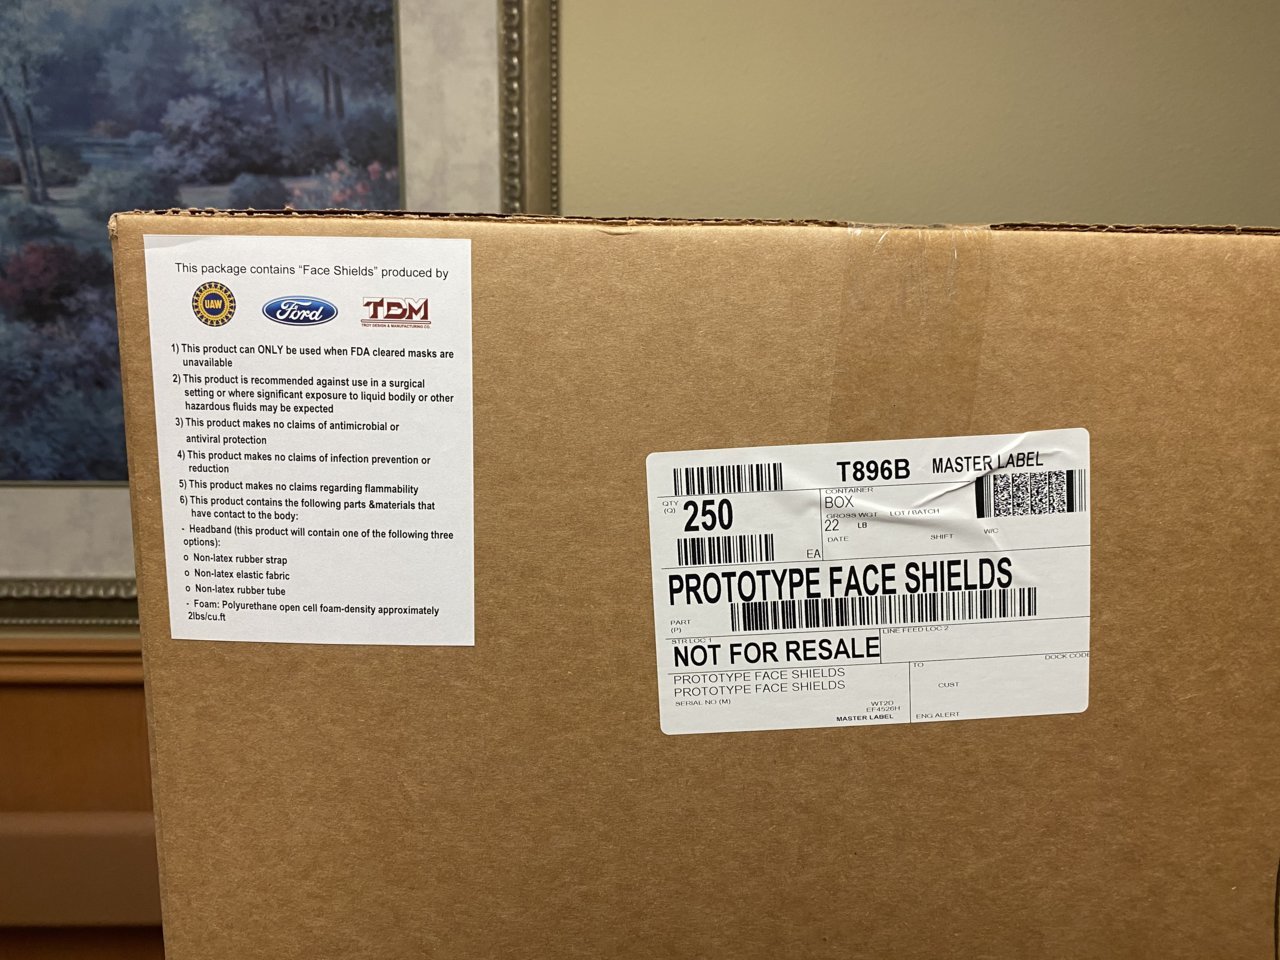 This package contains “Face Shields” produced by
UAW
Ford
TDM
TROY DESIGN & MANUFACTURING CO.
1) This product can ONLY be used when FDA cleared masks are
unavailable
2) This product is recommended against use in a surgical
setting or where significant exposure to liquid bodily or other
hazardous fluids may be expected
3) This product makes no claims of antimicrobial or
antiviral protection
4) This product makes no claims of infection prevention or
reduction
5) This product makes no claims regarding flammability
6) This product contains the following parts &materials that
have contact to the body:
- Headband (this product will contain one of the following three
options):
o Non-latex rubber strap
o Non-latex elastic fabric
o Non-latex rubber tube
- Foam: Polyurethane open cell foam-density approximately
2lbs/cu.ft
T896B MASTER LABEL
QTY
(Q)
250
EA
CONTAINER
BOX
GROSS WGT LOT/BATCH
22 LB
DATE SHIFT W/C
PROTOTYPE FACE SHIELDS
PART
(P)
STR LOC 1
NOT FOR RESALE
LINE FEED LOC 2
PROTOTYPE FACE SHIELDS
PROTOTYPE FACE SHIELDS
SERIAL NO (M)
WT2D
EF4526H
MASTER LABEL
TO
DOCK CODE
CUST
ENG ALERT